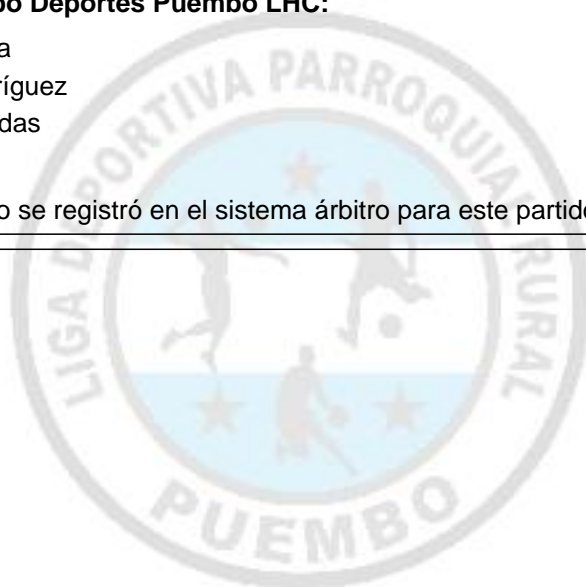 bo Deportes Puembo LHC:
a
ríguez
das
o se registró en el sistema árbitro para este partido
LIGA DEPORTIVA PARROQUIAL RURAL
PUEMBO